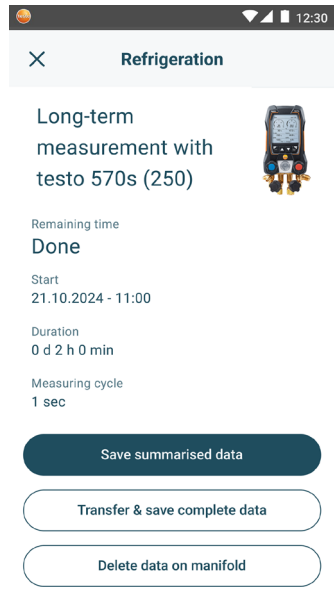 12:30
Refrigeration
Long-term
measurement with
testo 570s (250)
Remaining time
Done
Start
21.10.2024 - 11:00
Duration
0 d 2 h 0 min
Measuring cycle
1 sec
Save summarised data
Transfer & save complete data
Delete data on manifold